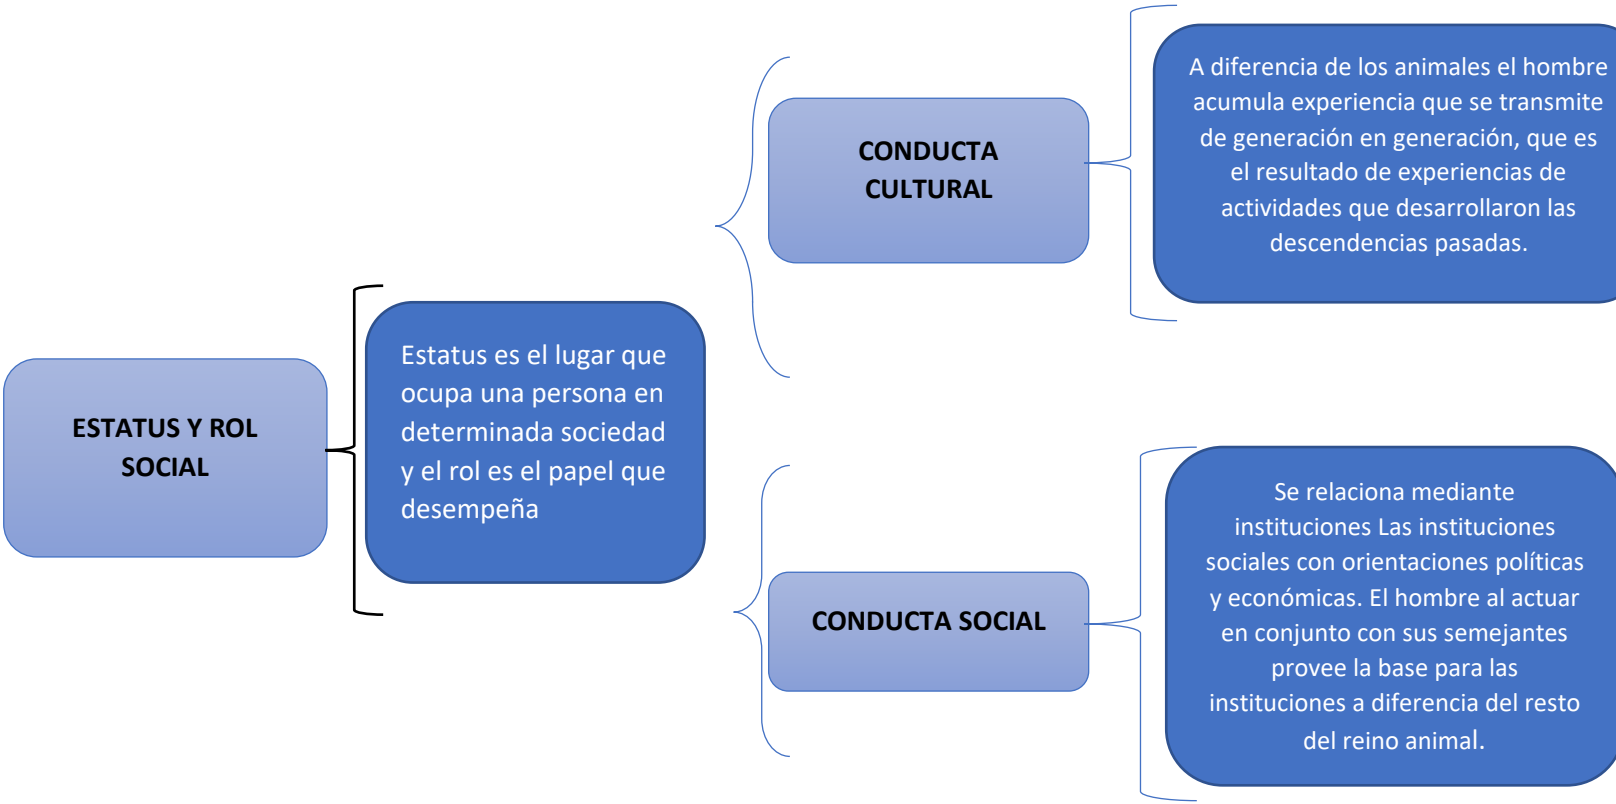 ESTATUS Y ROL
SOCIAL
Estatus es el lugar que
ocupa una persona en
determinada sociedad
y el rol es el papel que
desempeña
CONDUCTA
CULTURAL
A diferencia de los animales el hombre
acumula experiencia que se transmite
de generación en generación, que es
el resultado de experiencias de
actividades que desarrollaron las
descendencias pasadas.
CONDUCTA SOCIAL
Se relaciona mediante
instituciones Las instituciones
sociales con orientaciones políticas
y económicas. El hombre al actuar
en conjunto con sus semejantes
provee la base para las
instituciones a diferencia del resto
del reino animal.